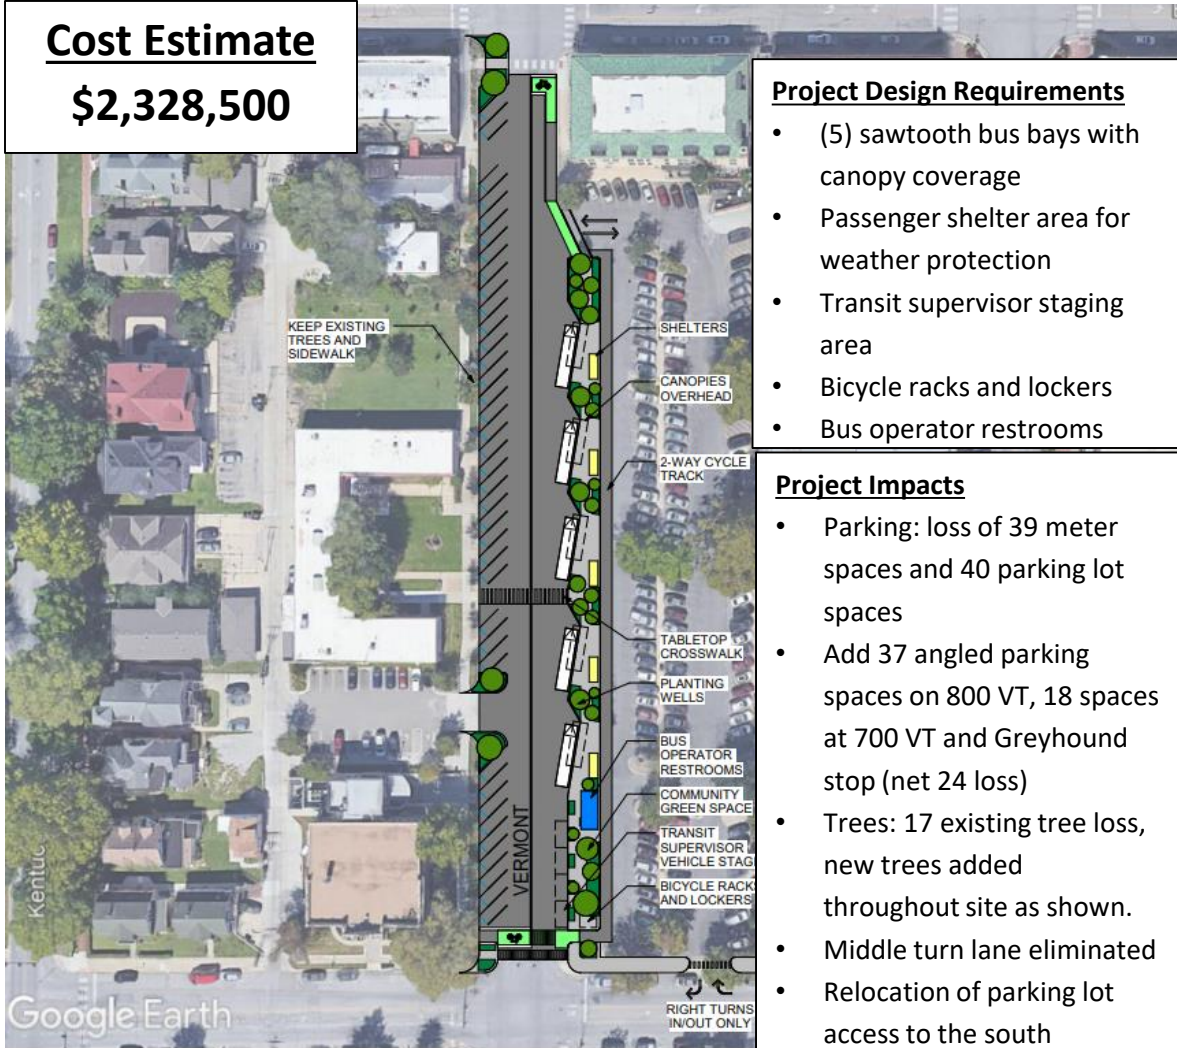 Cost Estimate
$2,328,500
Project Design Requirements
• (5) sawtooth bus bays with
canopy coverage
• Passenger shelter area for
weather protection
• Transit supervisor staging
area
• Bicycle racks and lockers
• Bus operator restrooms
Project Impacts
• Parking: loss of 39 meter
spaces and 40 parking lot
spaces
• Add 37 angled parking
spaces on 800 VT, 18 spaces
at 700 VT and Greyhound
stop (net 24 loss)
• Trees: 17 existing tree loss,
new trees added
throughout site as shown.
• Middle turn lane eliminated
• Relocation of parking lot
access to the south
KEEP EXISTING
TREES AND
SIDEWALK
SHELTERS
CANOPIES
OVERHEAD
2-WAY CYCLE
TRACK
TABLETOP
CROSSWALK
PLANTING
WELLS
BUS
OPERATOR
RESTROOMS
COMMUNITY
GREEN SPACE
TRANSIT
SUPERVISOR
VEHICLE STAG
BICYCLE RACKS
AND LOCKERS
VERMONT
RIGHT TURNS
IN/OUT ONLY
Kentuc
Google Earth